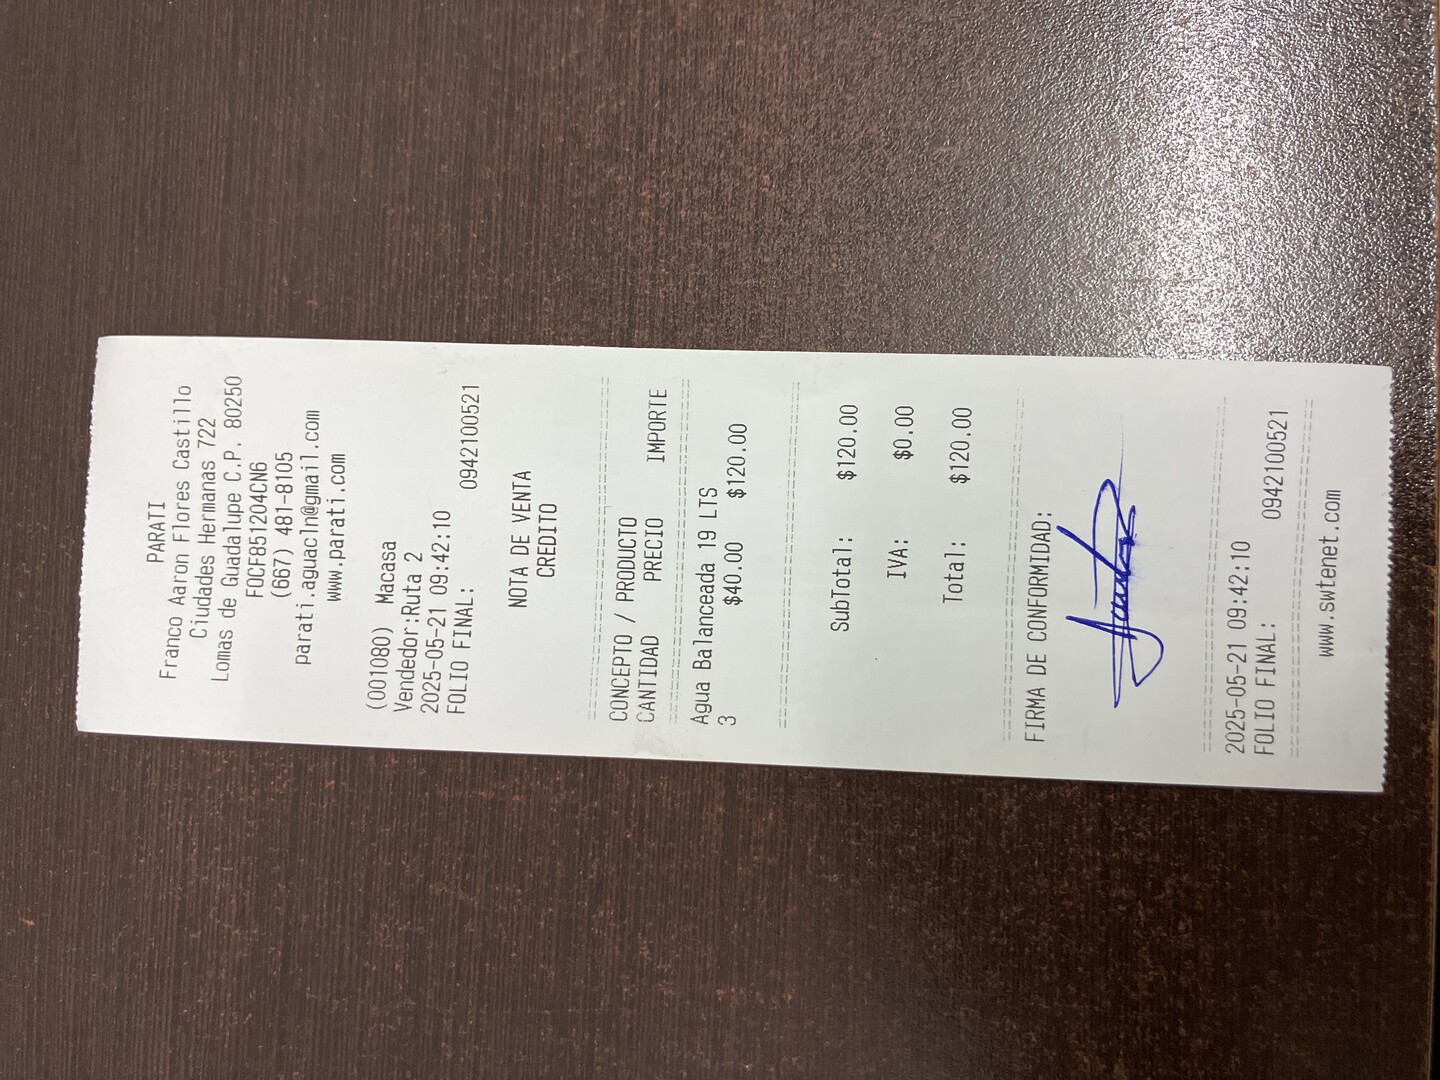 PARATI
Franco Aaron Flores Castillo
Ciudades Hermanas 722
Lomas de Guadalupe C.P. 80250
FOCF851204CN6
(667) 481-8105
parati.aguacln@gmail.com
www.parati.com
(001080) Macasa
Vendedor:Ruta 2
2025-05-21 09:42:10
FOLIO FINAL: 0942100521
NOTA DE VENTA
CREDITO
CONCEPTO / PRODUCTO
CANTIDAD PRECIO IMPORTE
Agua Balanceada 19 LTS
3 $40.00 $120.00
SubTotal: $120.00
IVA: $0.00
Total: $120.00
FIRMA DE CONFORMIDAD:
2025-05-21 09:42:10
FOLIO FINAL: 0942100521
www.swtenet.com